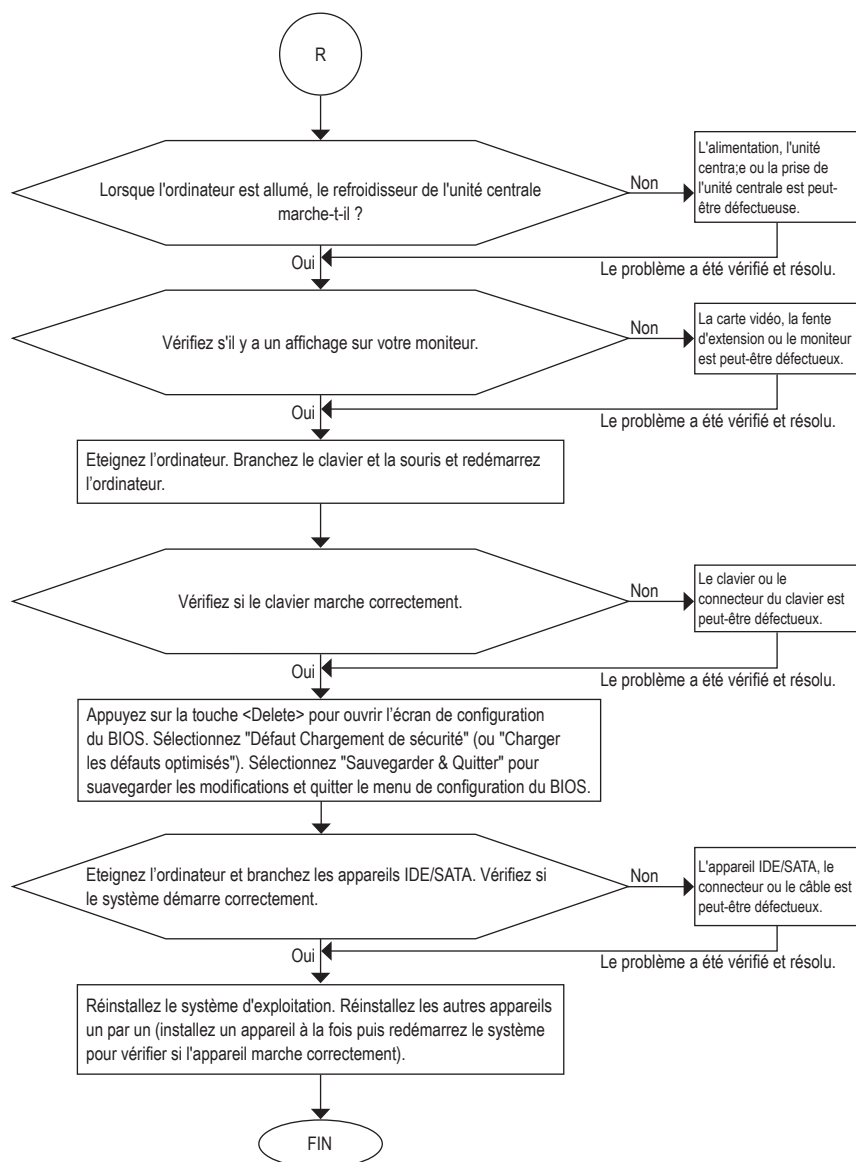 R
Lorsque l'ordinateur est allumé, le refroidisseur de l'unité centrale
marche-t-il ?
Non
L'alimentation, l'unité
centra;e ou la prise de
l'unité centrale est peut-
être défectueuse.
Oui
Le problème a été vérifié et résolu.
Vérifiez s'il y a un affichage sur votre moniteur.
Non
La carte vidéo, la fente
d'extension ou le moniteur
est peut-être défectueux.
Oui
Le problème a été vérifié et résolu.
Eteignez l’ordinateur. Branchez le clavier et la souris et redémarrez
l’ordinateur.
Vérifiez si le clavier marche correctement.
Non
Le clavier ou le
connecteur du clavier est
peut-être défectueux.
Oui
Le problème a été vérifié et résolu.
Appuyez sur la touche <Delete> pour ouvrir l’écran de configuration
du BIOS. Sélectionnez "Défaut Chargement de sécurité" (ou "Charger
les défauts optimisés"). Sélectionnez "Sauvegarder & Quitter" pour
suavegarder les modifications et quitter le menu de configuration du BIOS.
Eteignez l’ordinateur et branchez les appareils IDE/SATA. Vérifiez si
le système démarre correctement.
Non
L'appareil IDE/SATA, le
connecteur ou le câble est
peut-être défectueux.
Oui
Le problème a été vérifié et résolu.
Réinstallez le système d'exploitation. Réinstallez les autres appareils
un par un (installez un appareil à la fois puis redémarrez le système
pour vérifier si l'appareil marche correctement).
FIN